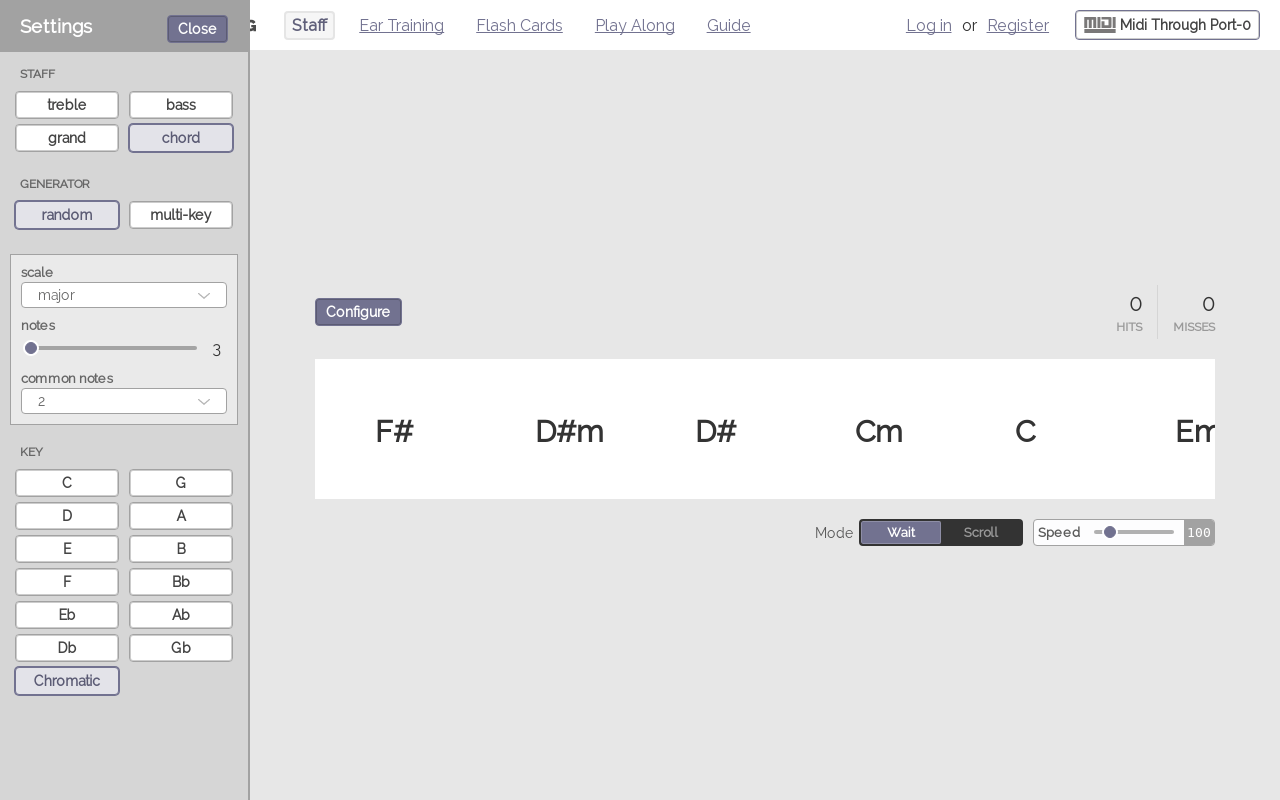 Settings
Close
G
Staff
Ear Training
Flash Cards
Play Along
Guide
Log in or Register
Midi Through Port-0
STAFF
treble
bass
grand
chord
GENERATOR
random
multi-key
scale
major
notes
3
common notes
2
KEY
C
G
D
A
E
B
F
Bb
Eb
Ab
Db
Gb
Chromatic
Configure
0
HITS
0
MISSES
F#
D#m
D#
Cm
C
Em
Mode
Wait
Scroll
Speed
100